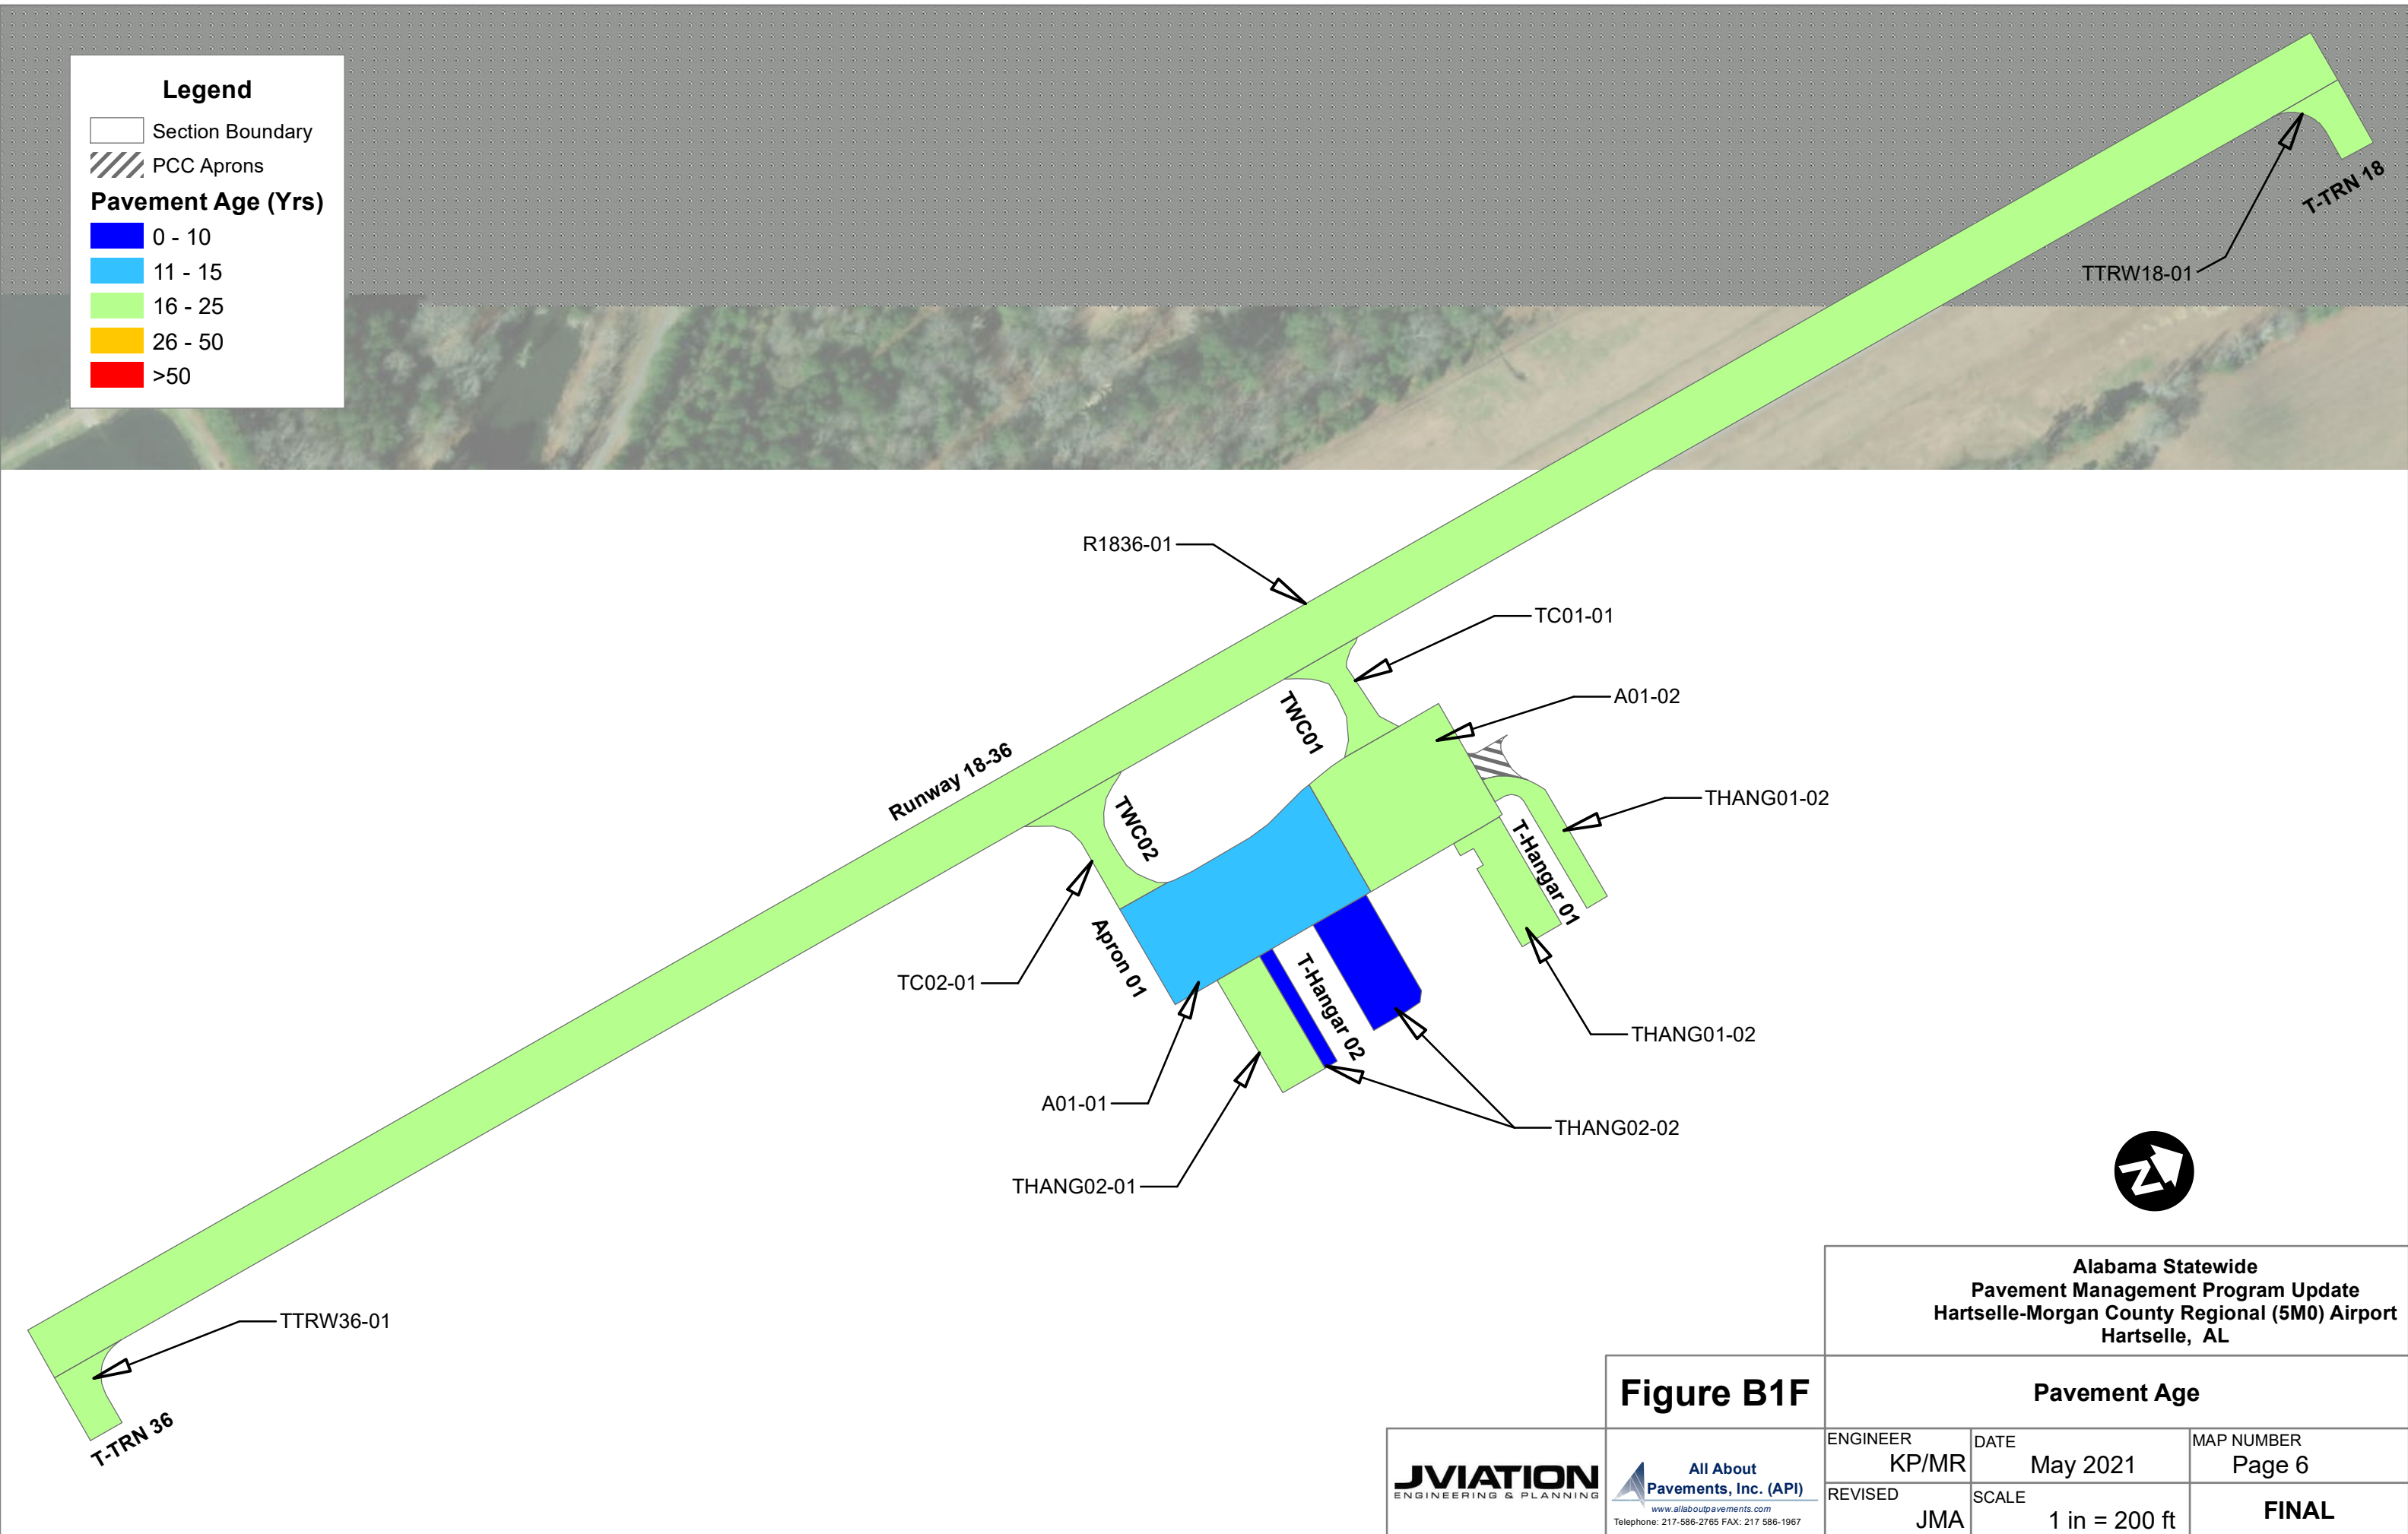 Legend
Section Boundary
PCC Aprons
Pavement Age (Yrs)
0 - 10
11 - 15
16 - 25
26 - 50
>50
T-TRN 18
TTRW18-01
R1836-01
TC01-01
A01-02
TWC01
Runway 18-36
THANG01-02
TWC02
T-Hangar 01
Apron 01
TC02-01
T-Hangar 02
THANG01-02
A01-01
THANG02-02
THANG02-01
N
TTRW36-01
T-TRN 36
Alabama Statewide
Pavement Management Program Update
Hartselle-Morgan County Regional (5M0) Airport
Hartselle, AL
Figure B1F
Pavement Age
JVIATION
ENGINEERING & PLANNING
All About
Pavements, Inc. (API)
www.allaboutpavements.com
Telephone: 217-586-2765 FAX: 217 586-1967
ENGINEER
KP/MR
DATE
May 2021
MAP NUMBER
Page 6
REVISED
JMA
SCALE
1 in = 200 ft
FINAL